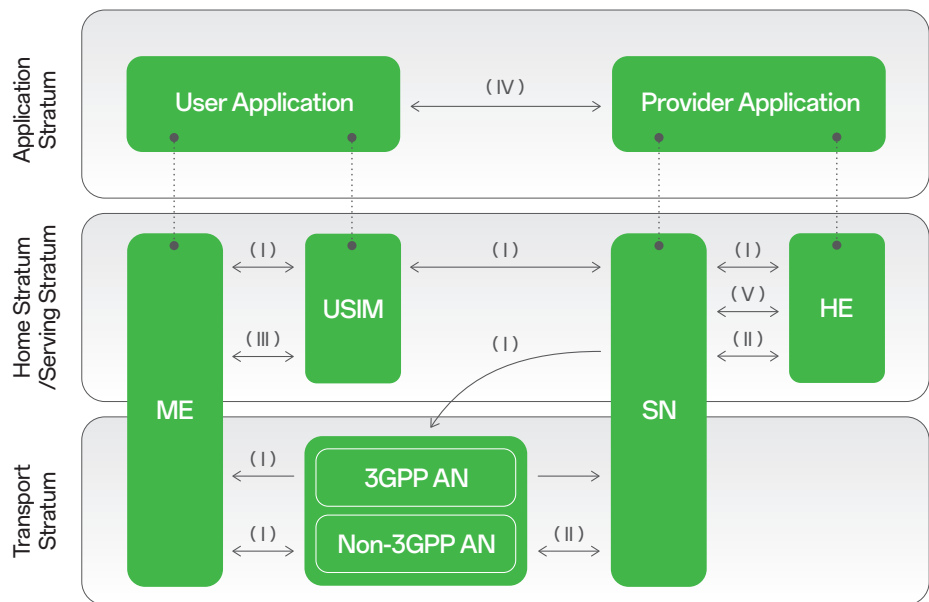 Application
Stratum
User Application
( IV )
Provider Application
Home Stratum
/Serving Stratum
ME
( I )
( III )
USIM
( I )
( I )
SN
( I )
( V )
( II )
HE
Transport
Stratum
( I )
( I )
3GPP AN
Non-3GPP AN
( II )